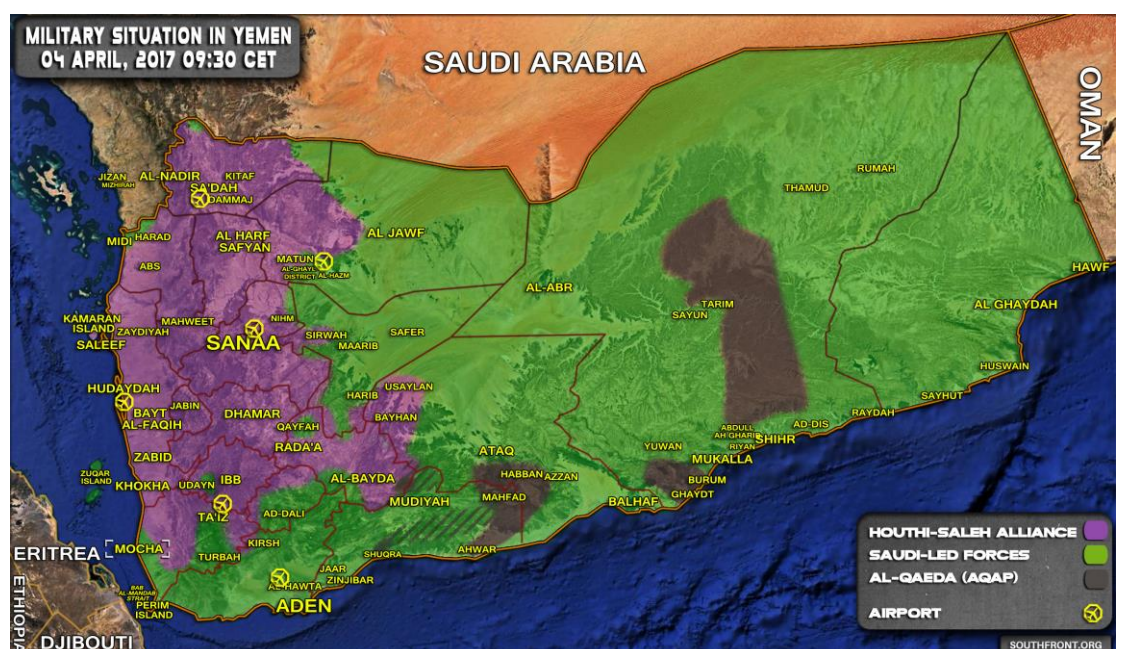 MILITARY SITUATION IN YEMEN
04 APRIL, 2017 09:30 CET
SAUDI ARABIA
OMAN
JIZAN
MIZHIRAH
AL-NADIR
KITAF
SA'DAH
DAMMAJ
RUMAH
THAMUD
MIDI
HARAD
AL HARF
SAFYAN
AL JAWF
ABS
MATUN
AL-GHAYL
DISTRICT
AL-HAZM
HAWF
AL-ABR
TARIM
SAYUN
AL GHAYDAH
KAMARAN
ISLAND
ZAYDIYAH
MAHWEET
NIHM
SALEEF
SANAA
SIRWAH
MAARIB
SAFER
HUSWAIN
HUDAYDAH
USAYLAN
HARIB
SAYHUT
BAYT
AL-FAQIH
JABIN
DHAMAR
QAYFAH
BAYHAN
RAYDAH
AD-DIS
ABDULL
AH GHARIB
SHIHR
RIYAN
ZABID
RADA'A
ATAQ
YUWAN
MUKALLA
ZUQAR
ISLAND
KHOKHA
UDAYN
IBB
AL-BAYDA
HABBAN
AZZAN
BURUM
GHAYDT
MUDIYAH
MAHFAD
BALHAF
TA'IZ
AD-DALI
ERITREA
MOCHA
KIRSH
TURBAH
SHUQRA
AHWAR
JAAR
ZINJIBAR
AL-HAWTA
ADEN
BAB
AL-MANDAB
STRAIT
PERIM
ISLAND
ETHIOPIA
DJIBOUTI
HOUTHI-SALEH ALLIANCE
SAUDI-LED FORCES
AL-QAEDA (AQAP)
AIRPORT
SOUTHFRONT.ORG